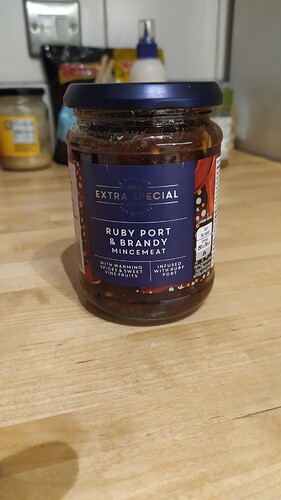 EXTRA SPECIAL
RUBY PORT
& BRANDY
MINCEMEAT
WITH WARMING
SPICES & SWEET
VINE FRUITS
INFUSED
WITH RUBY
PORT